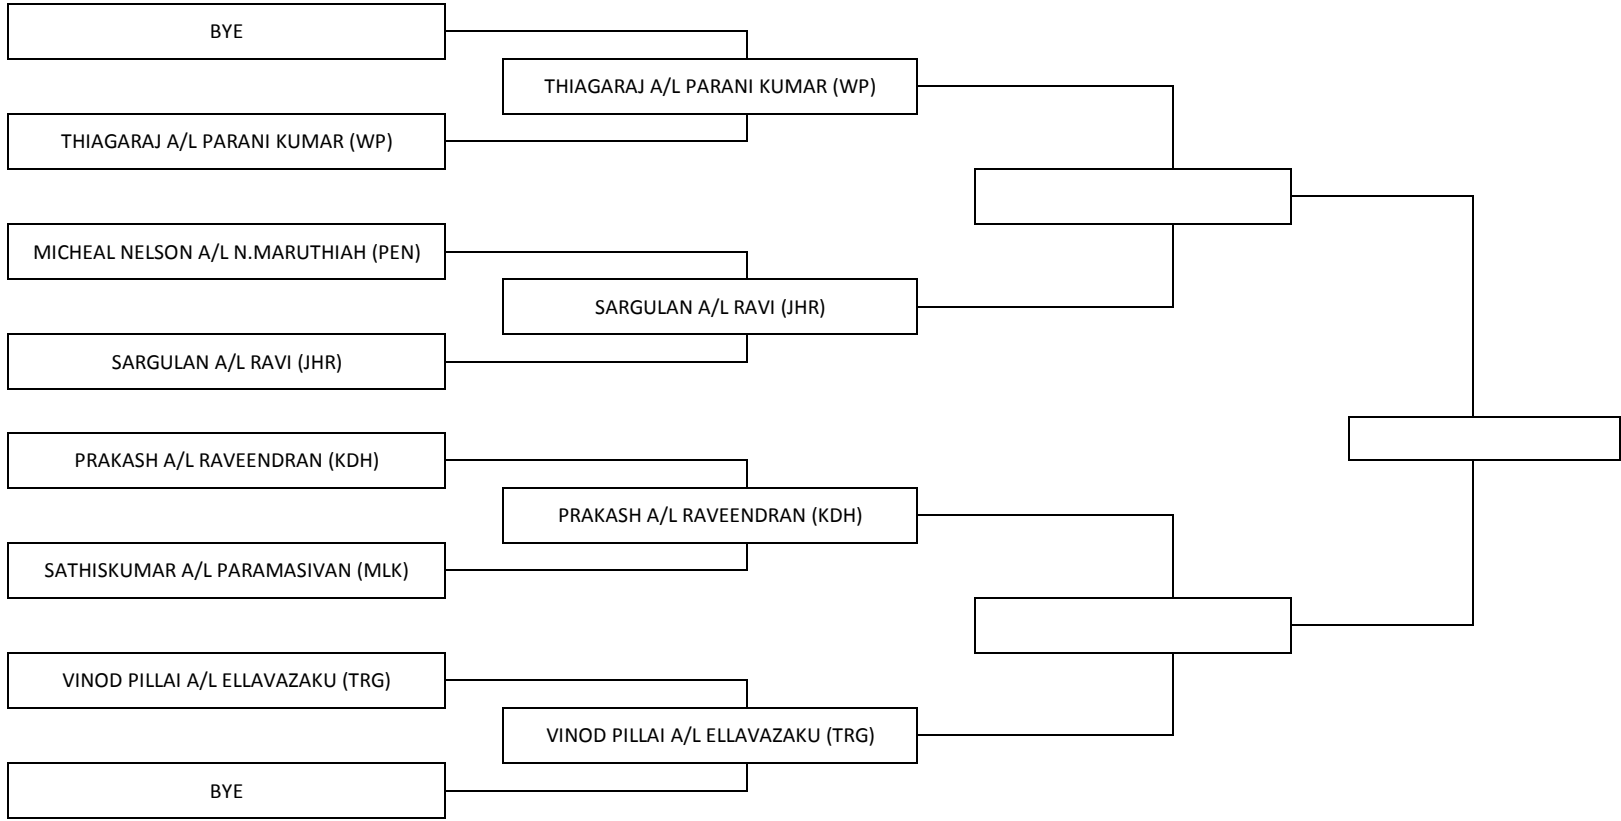 BYE
THIAGARAJ A/L PARANI KUMAR (WP)
THIAGARAJ A/L PARANI KUMAR (WP)
MICHEAL NELSON A/L N.MARUTHIAH (PEN)
SARGULAN A/L RAVI (JHR)
SARGULAN A/L RAVI (JHR)
PRAKASH A/L RAVEENDRAN (KDH)
PRAKASH A/L RAVEENDRAN (KDH)
SATHISKUMAR A/L PARAMASIVAN (MLK)
VINOD PILLAI A/L ELLAVAZAKU (TRG)
VINOD PILLAI A/L ELLAVAZAKU (TRG)
BYE